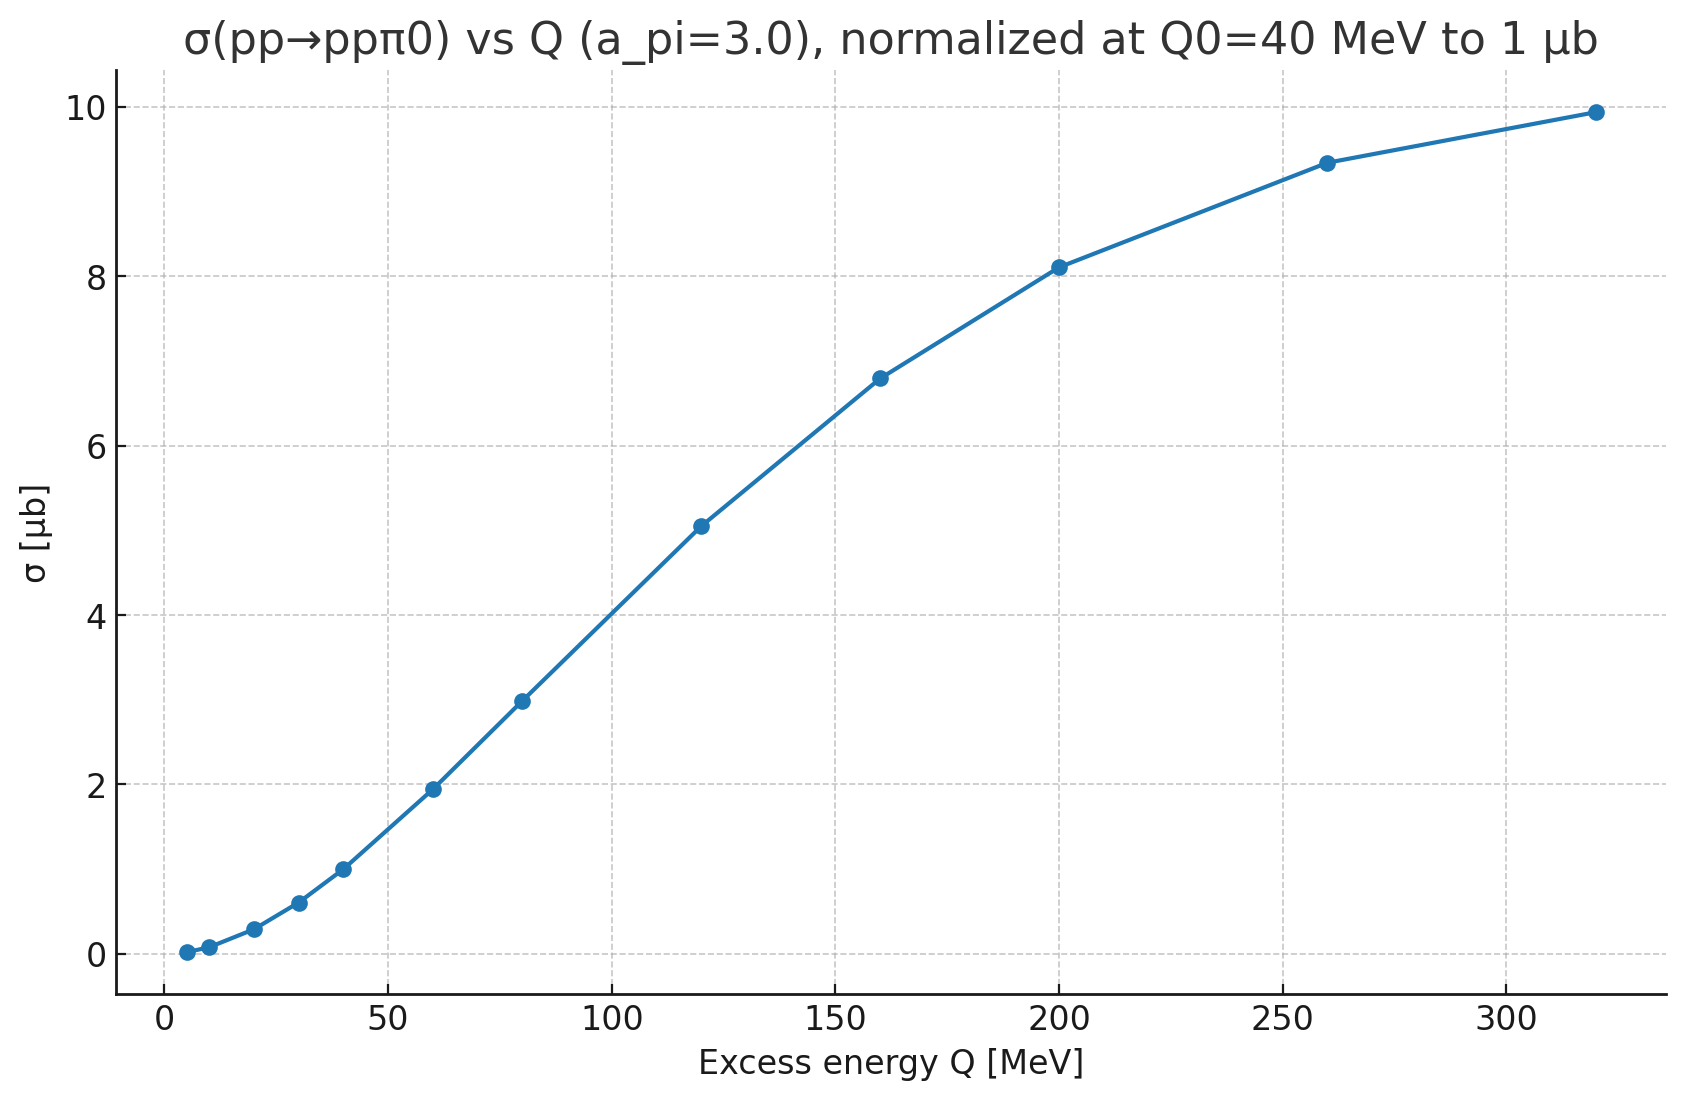 σ(pp→ppπ0) vs Q (a_pi=3.0), normalized at Q0=40 MeV to 1 μb
10
8
6
4
2
0
σ [μb]
0 50 100 150 200 250 300
Excess energy Q [MeV]